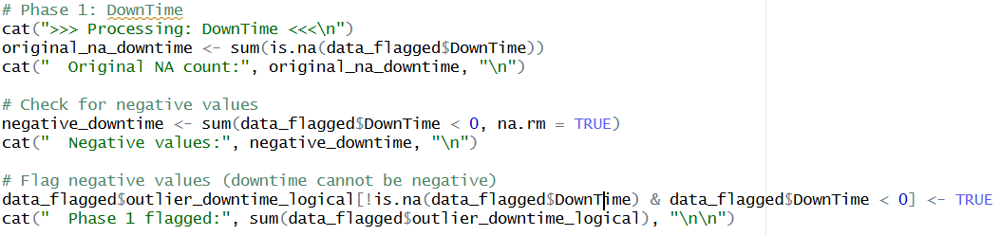 # Phase 1: DownTime
cat(">>> Processing: DownTime <<<\n")
original_na_downtime <- sum(is.na(data_flagged$DownTime))
cat("  Original NA count:", original_na_downtime, "\n")

# Check for negative values
negative_downtime <- sum(data_flagged$DownTime < 0, na.rm = TRUE)
cat("  Negative values:", negative_downtime, "\n")

# Flag negative values (downtime cannot be negative)
data_flagged$outlier_downtime_logical[!is.na(data_flagged$DownTime) & data_flagged$DownTime < 0] <- TRUE
cat("  Phase 1 flagged:", sum(data_flagged$outlier_downtime_logical), "\n\n")